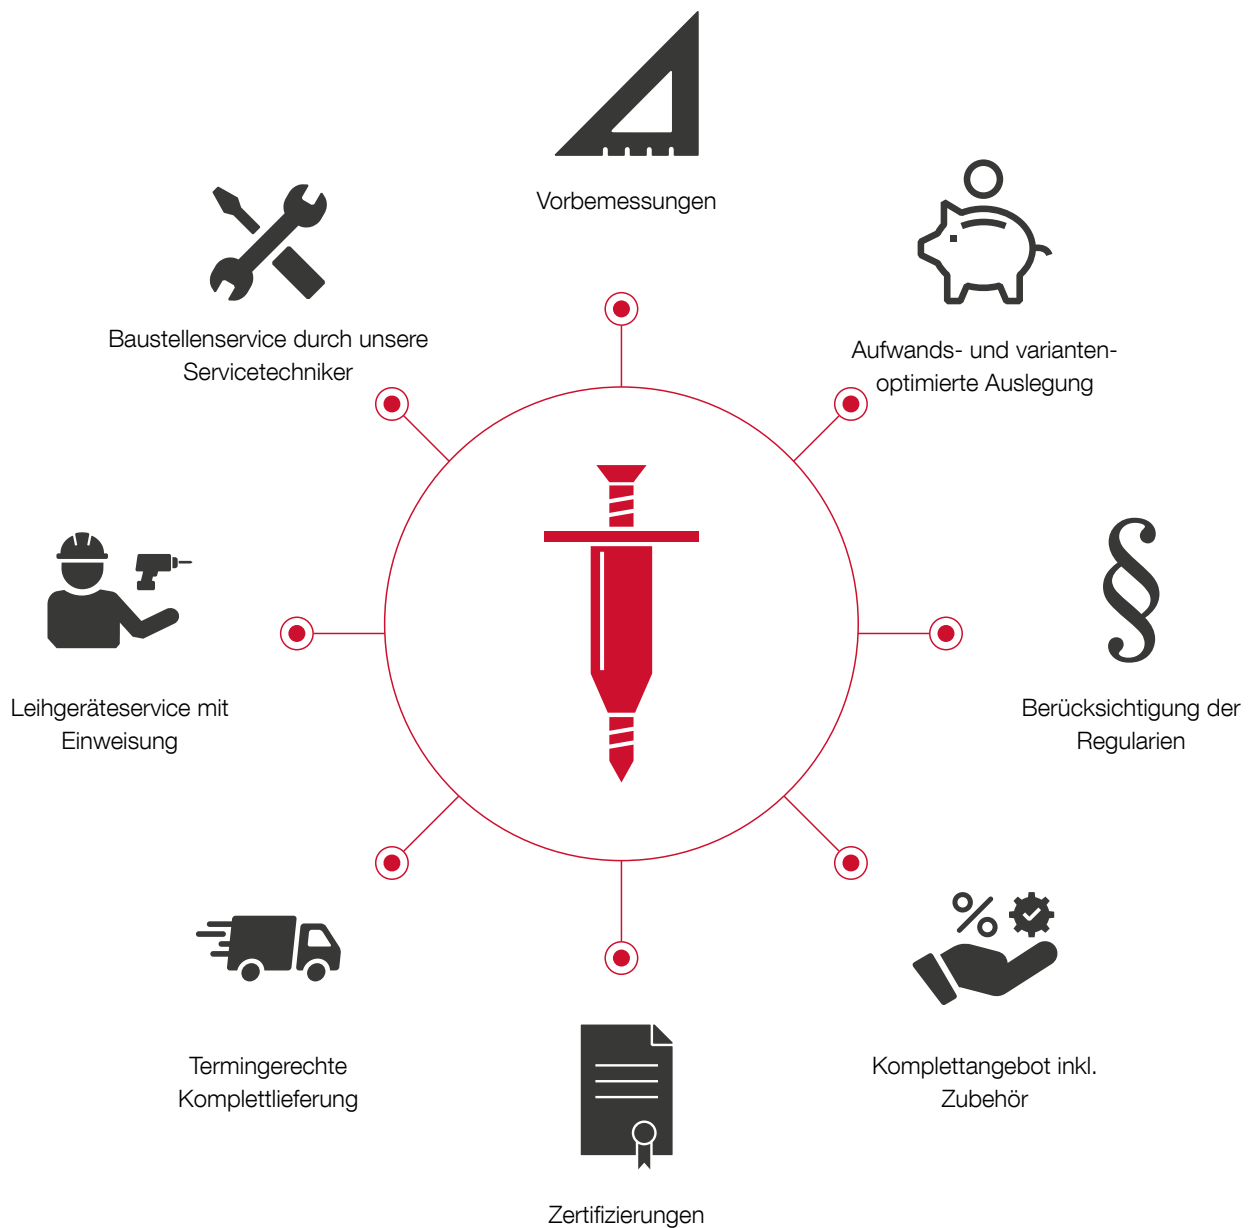 Vorbemessungen
Aufwands- und varianten-
optimierte Auslegung
Berücksichtigung der
Regularien
Komplettangebot inkl.
Zubehör
Zertifizierungen
Termingerechte
Komplettlieferung
Leihgeräteservice mit
Einweisung
Baustellenservice durch unsere
Servicetechniker